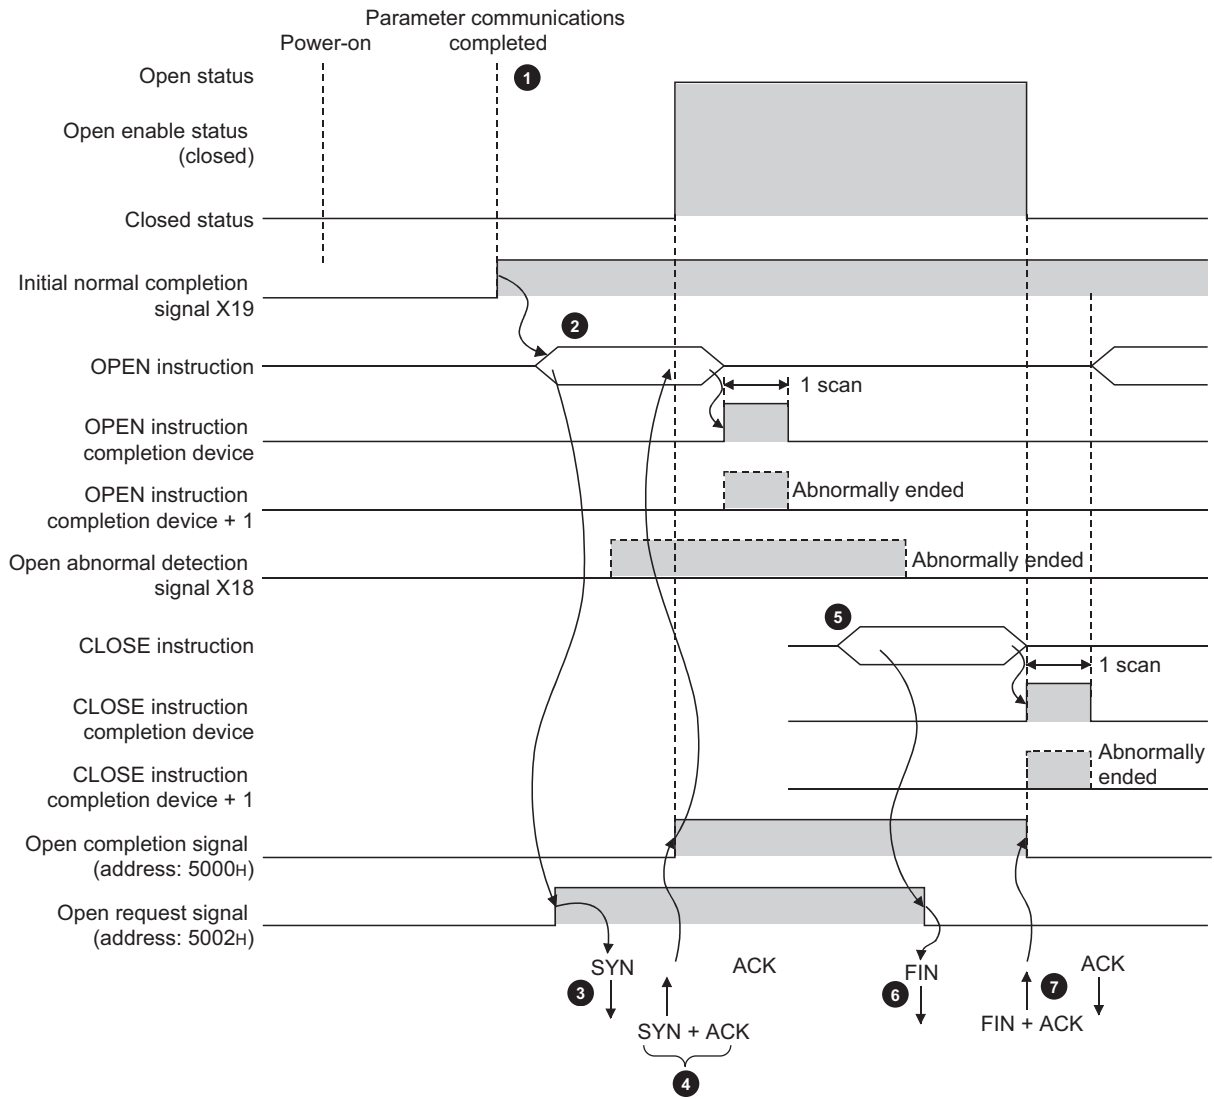 Parameter communications
Power-on completed
1
Open status
Open enable status
(closed)
Closed status
Initial normal completion
signal X19
2
OPEN instruction
1 scan
OPEN instruction
completion device
OPEN instruction
completion device + 1
Abnormally ended
Open abnormal detection
signal X18
Abnormally ended
5
CLOSE instruction
1 scan
CLOSE instruction
completion device
CLOSE instruction
completion device + 1
Abnormally
ended
Open completion signal
(address: 5000H)
Open request signal
(address: 5002H)
SYN
ACK
FIN
ACK
3
6
7
SYN + ACK
FIN + ACK
4